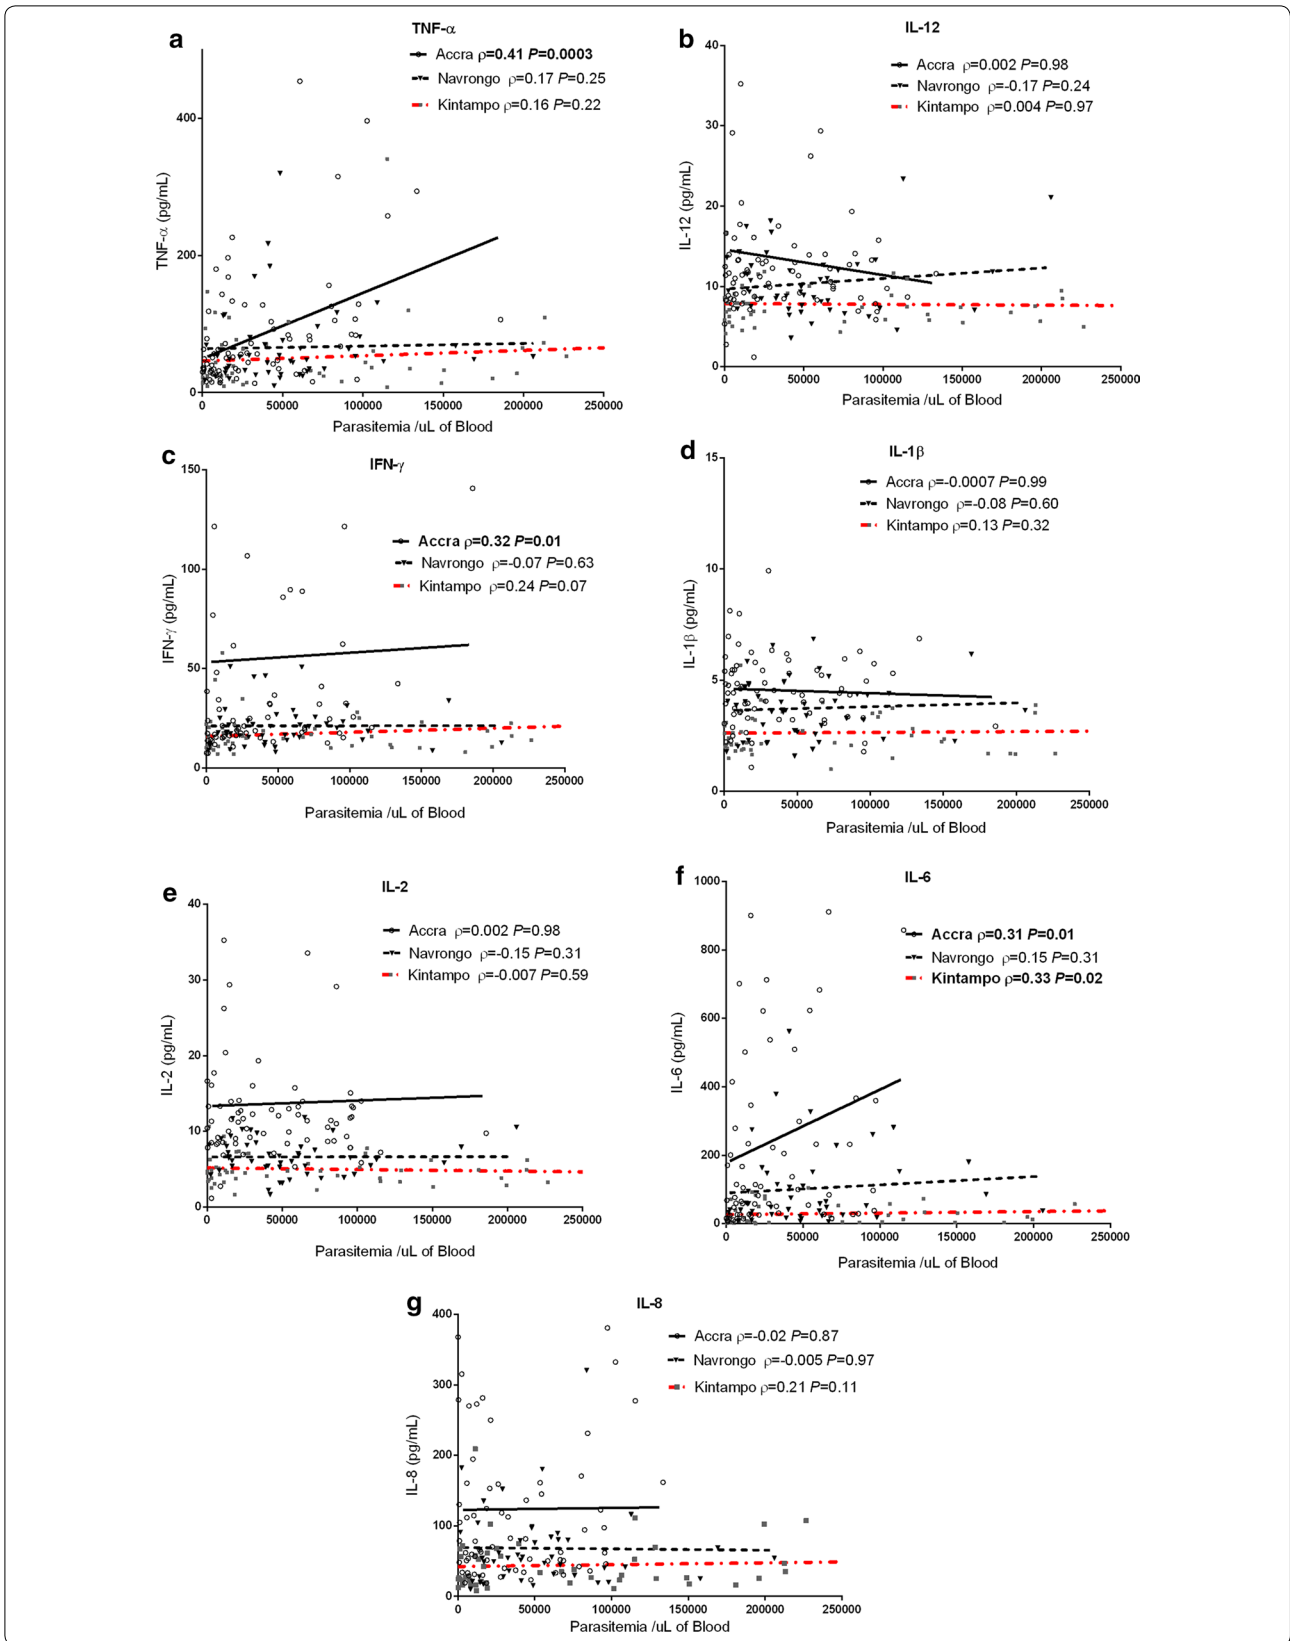 a
TNF-α
Accra ρ=0.41 P=0.0003
Navrongo ρ=0.17 P=0.25
Kintampo ρ=0.16 P=0.22
400
200
0
TNF-α (pg/mL)
0 50000 100000 150000 200000 250000
Parasitemia /uL of Blood
b
IL-12
Accra ρ=0.002 P=0.98
Navrongo ρ=-0.17 P=0.24
Kintampo ρ=0.004 P=0.97
40
30
20
10
0
IL-12 (pg/mL)
0 50000 100000 150000 200000 250000
Parasitemia /uL of Blood
c
IFN-γ
Accra ρ=0.32 P=0.01
Navrongo ρ=-0.07 P=0.63
Kintampo ρ=0.24 P=0.07
150
100
50
0
IFN-γ (pg/mL)
0 50000 100000 150000 200000 250000
Parasitemia /uL of Blood
d
IL-1β
Accra ρ=-0.0007 P=0.99
Navrongo ρ=-0.08 P=0.60
Kintampo ρ=0.13 P=0.32
15
10
5
0
IL-1β (pg/mL)
0 50000 100000 150000 200000 250000
Parasitemia /uL of Blood
e
IL-2
Accra ρ=0.002 P=0.98
Navrongo ρ=-0.15 P=0.31
Kintampo ρ=-0.007 P=0.59
40
30
20
10
0
IL-2 (pg/mL)
0 50000 100000 150000 200000 250000
Parasitemia /uL of Blood
f
IL-6
Accra ρ=0.31 P=0.01
Navrongo ρ=0.15 P=0.31
Kintampo ρ=0.33 P=0.02
1000
800
600
400
200
0
IL-6 (pg/mL)
0 50000 100000 150000 200000 250000
Parasitemia /uL of Blood
g
IL-8
Accra ρ=-0.02 P=0.87
Navrongo ρ=-0.005 P=0.97
Kintampo ρ=0.21 P=0.11
400
300
200
100
0
IL-8 (pg/mL)
0 50000 100000 150000 200000 250000
Parasitemia /uL of Blood